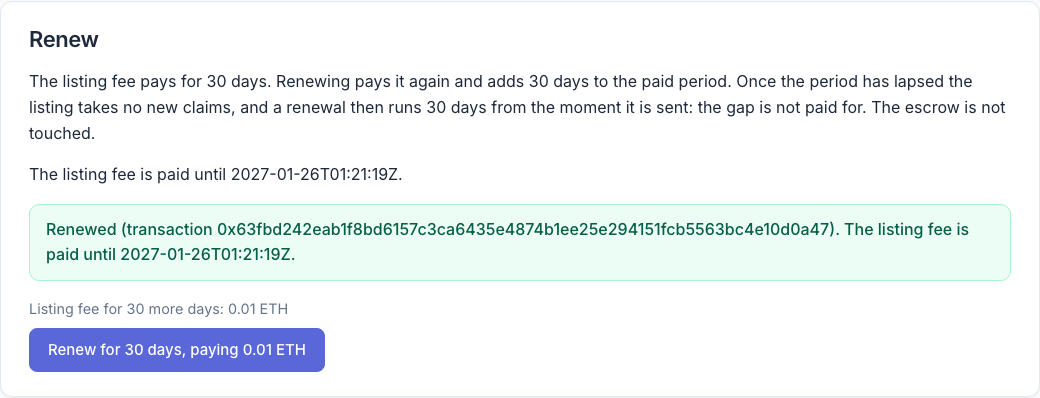 Renew
The listing fee pays for 30 days. Renewing pays it again and adds 30 days to the paid period. Once the period has lapsed the
listing takes no new claims, and a renewal then runs 30 days from the moment it is sent: the gap is not paid for. The escrow is not
touched.
The listing fee is paid until 2027-01-26T01:21:19Z.
Renewed (transaction 0x63fbd242eab1f8bd6157c3ca6435e4874b1ee25e294151fcb5563bc4e10d0a47). The listing fee is
paid until 2027-01-26T01:21:19Z.
Listing fee for 30 more days: 0.01 ETH
Renew for 30 days, paying 0.01 ETH